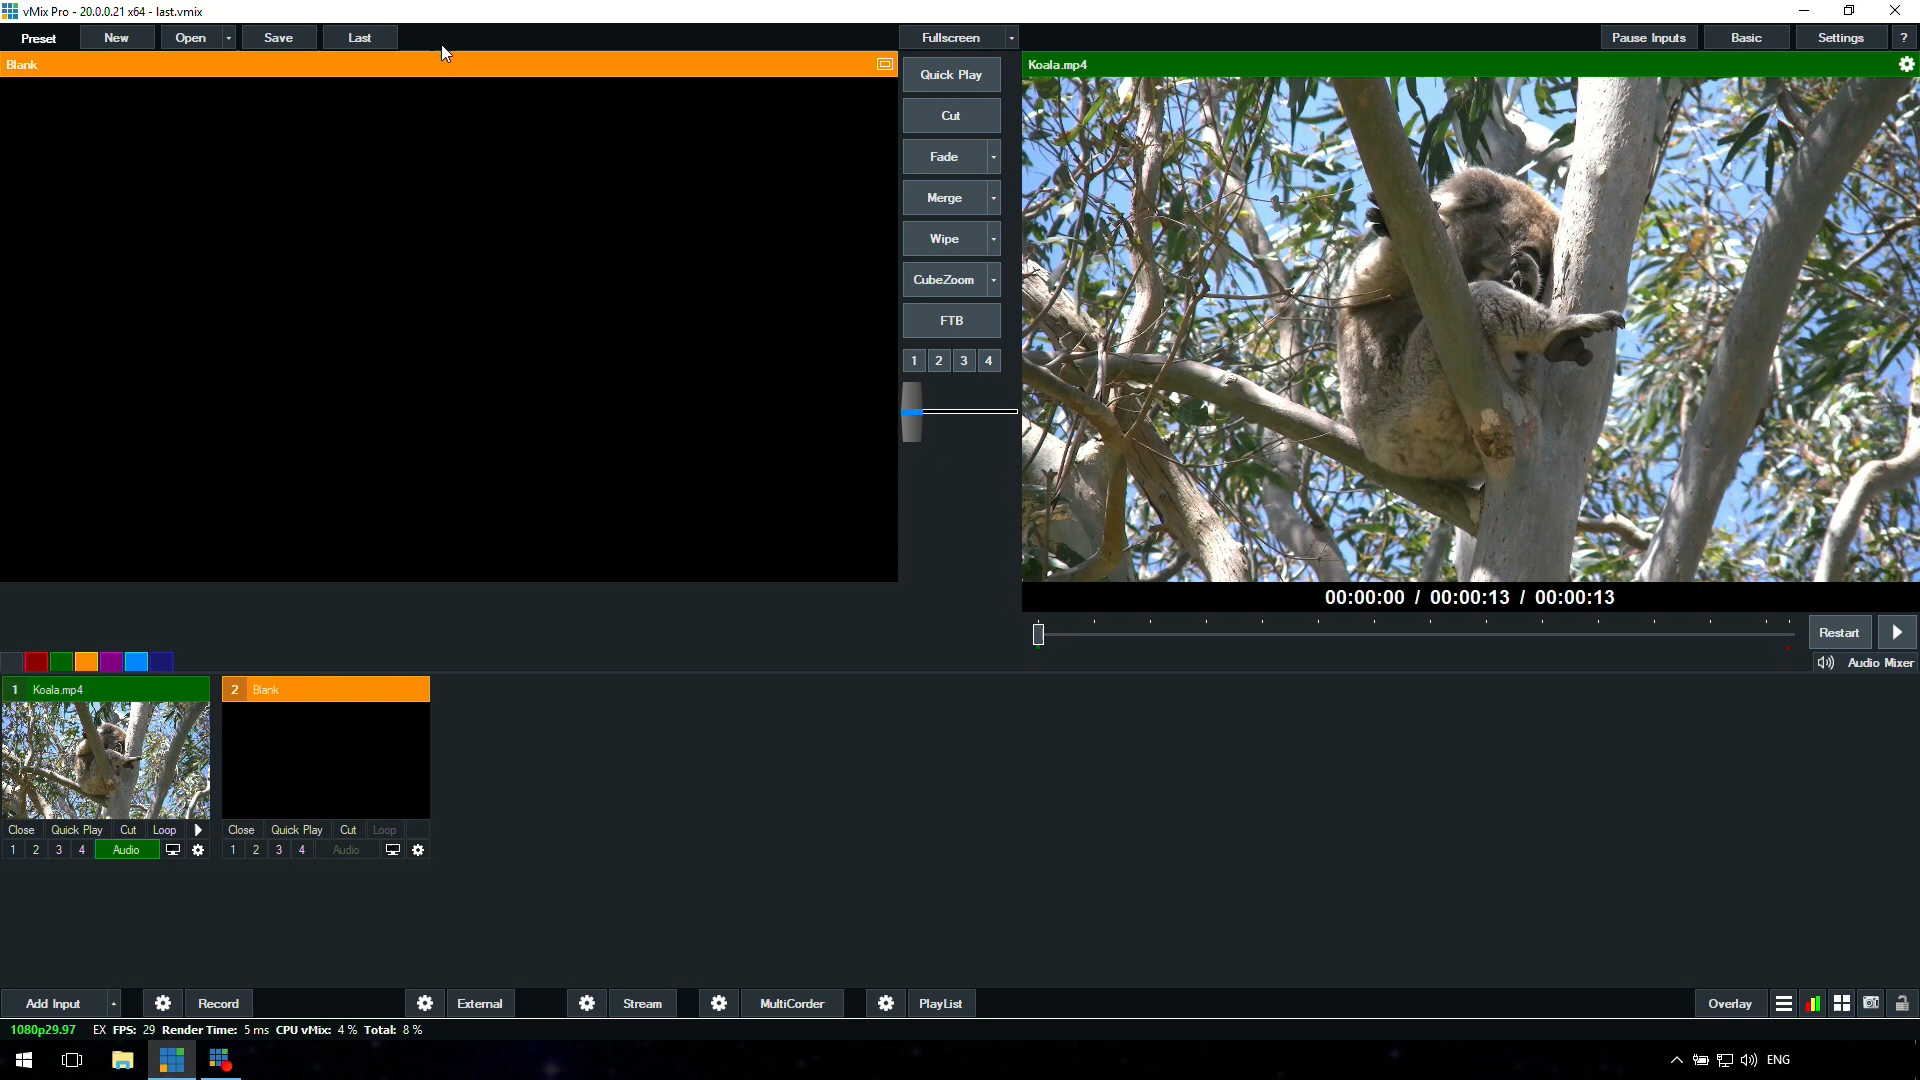 vMix Pro - 20.0.0.21 x64 - last.vmix
Preset New Open Save Last Fullscreen Pause Inputs Basic Settings ?
Blank
Koala.mp4
Quick Play
Cut
Fade
Merge
Wipe
CubeZoom
FTB
1 2 3 4
00:00:00 / 00:00:13 / 00:00:13
Restart
Audio Mixer
1 Koala.mp4
2 Blank
Close Quick Play Cut Loop
Close Quick Play Cut Loop
1 2 3 4 Audio
1 2 3 4 Audio
Add Input Record External Stream MultiCorder PlayList Overlay
1080p29.97 EX FPS: 29 Render Time: 5 ms CPU vMix: 4 % Total: 8 %
ENG